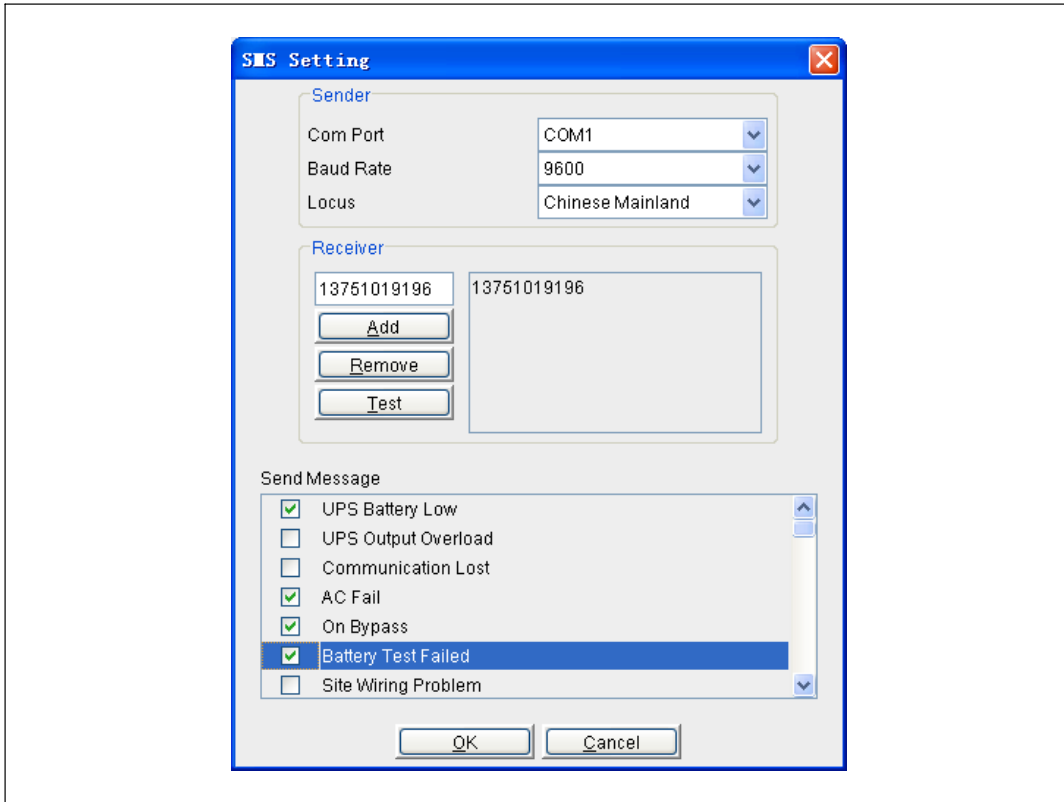 SMS Setting
Sender
Com Port COM1
Baud Rate 9600
Locus Chinese Mainland
Receiver
13751019196 13751019196
Add
Remove
Test
Send Message
UPS Battery Low
UPS Output Overload
Communication Lost
AC Fail
On Bypass
Battery Test Failed
Site Wiring Problem
OK Cancel